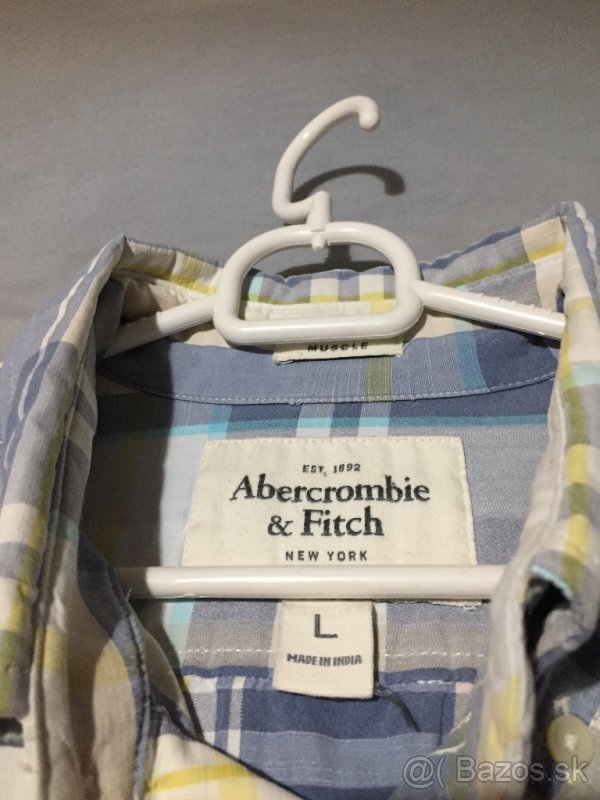 MUSCLE
EST. 1892
Abercrombie
& Fitch
NEW YORK
L
MADE IN INDIA
@( Bazos.sk